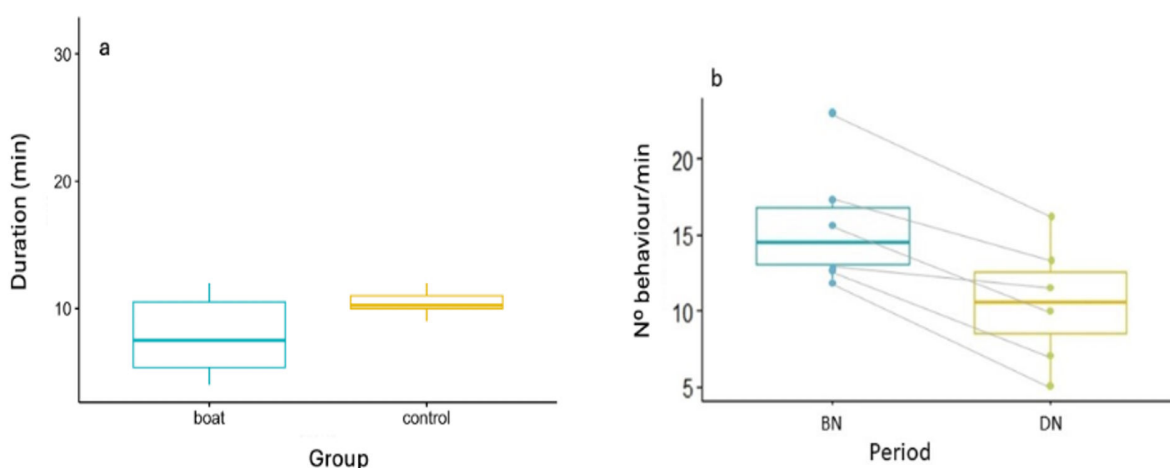 a
30
20
10
Duration (min)
boat
control
Group
b
20
15
10
5
Nº behaviour/min
BN
DN
Period